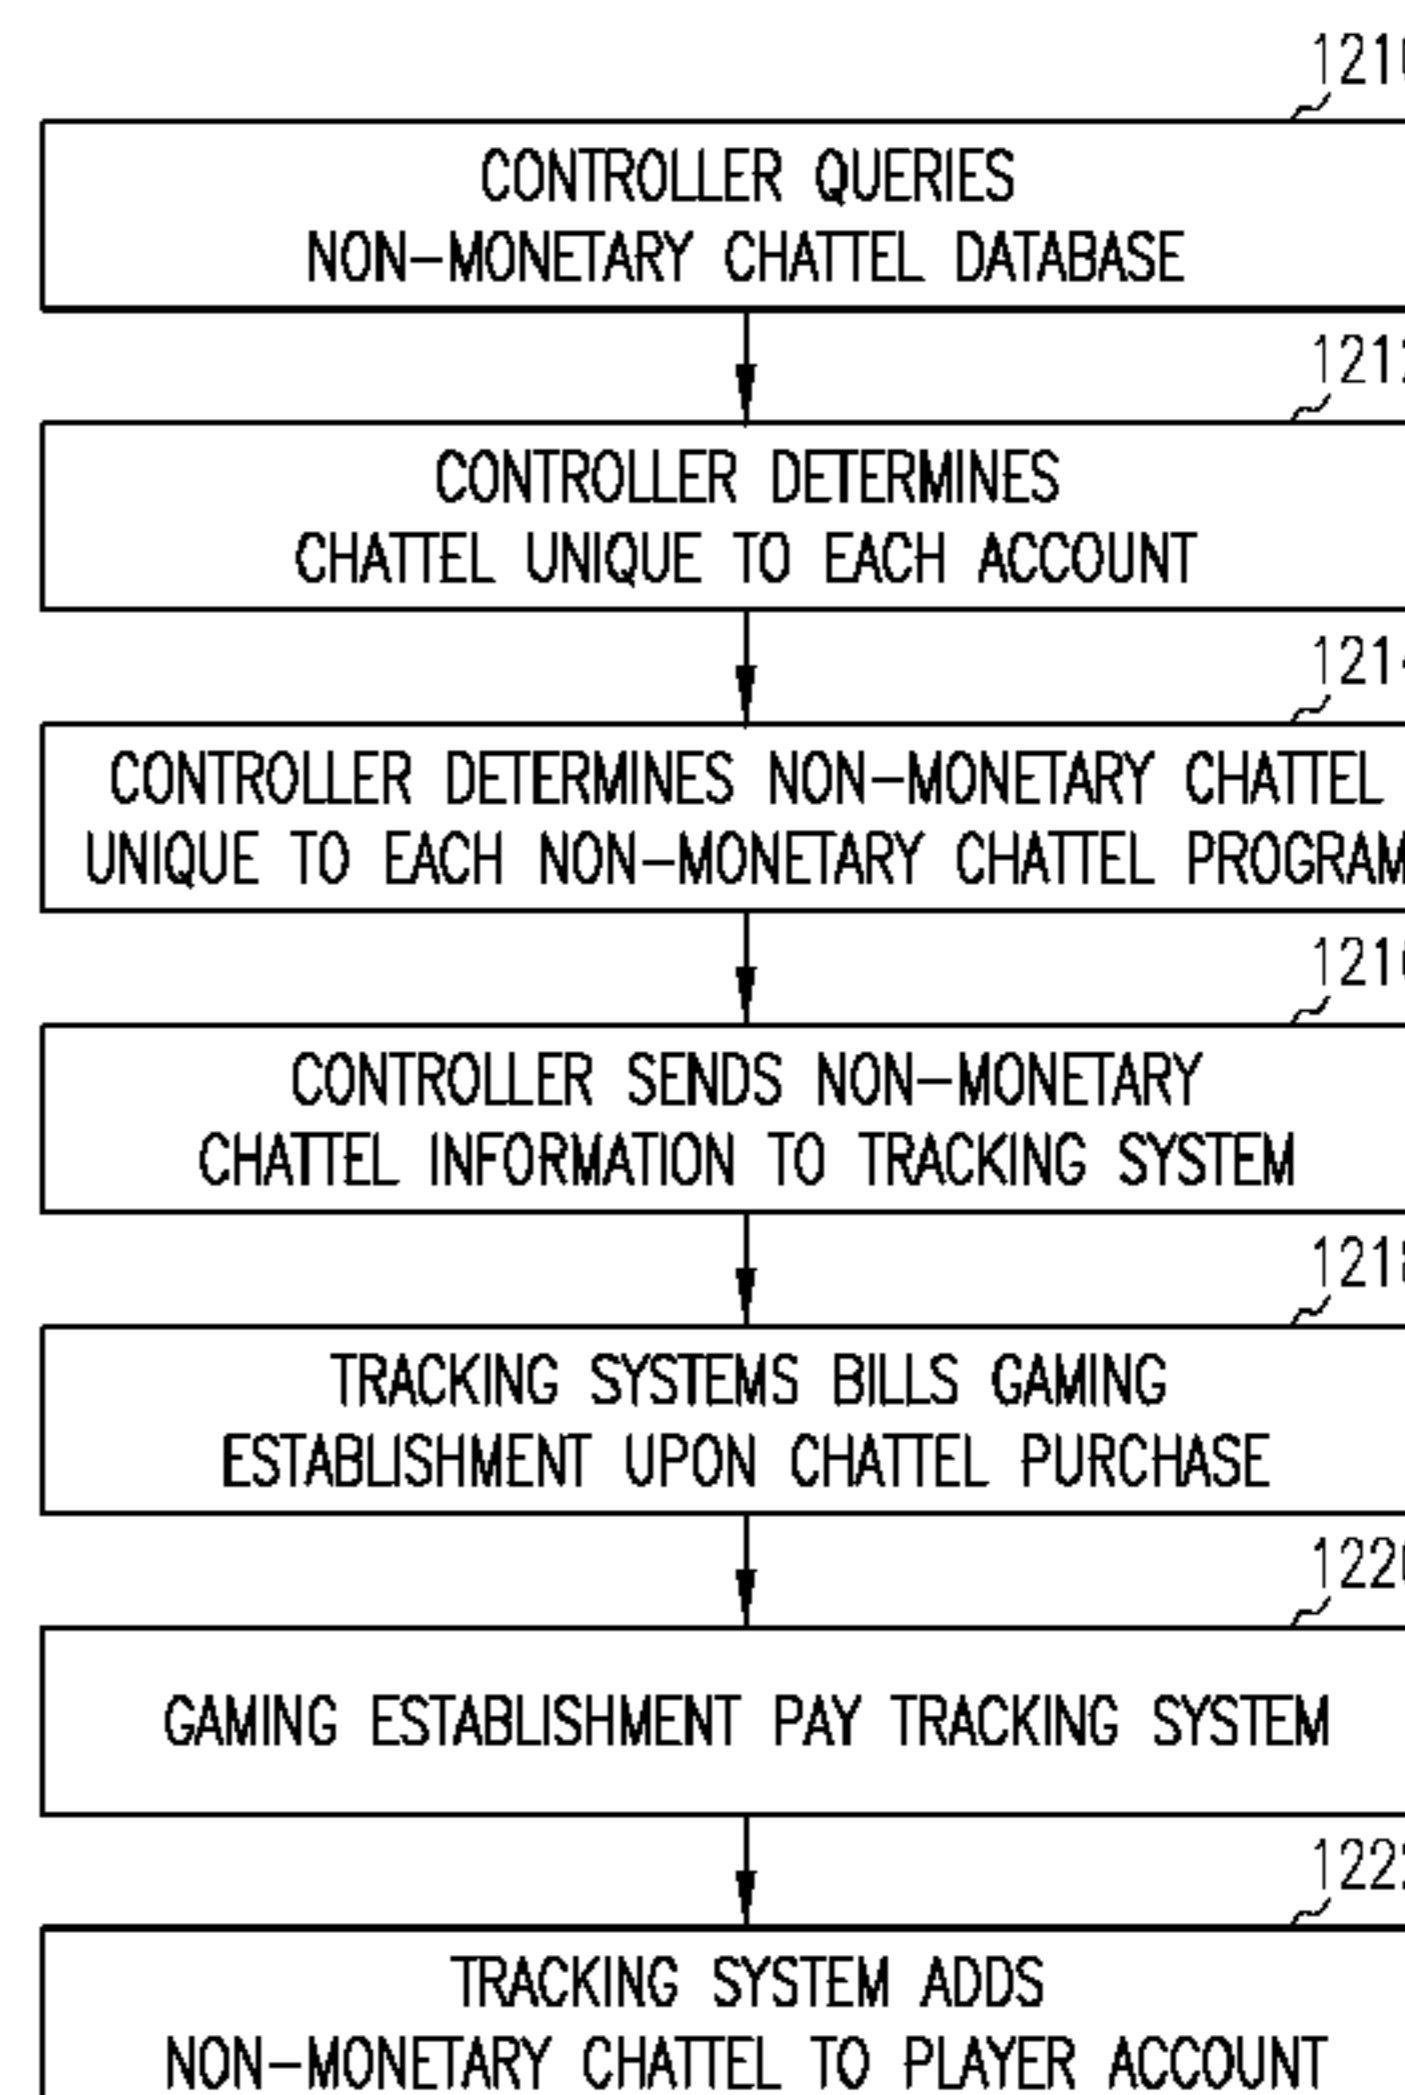 CONTROLLER QUERIES
NON-MONETARY CHATTEL DATABASE
CONTROLLER DETERMINES
CHATTEL UNIQUE TO EACH ACCOUNT
CONTROLLER DETERMINES NON-MONETARY CHATTEL
UNIQUE TO EACH NON-MONETARY CHATTEL PROGRAM
CONTROLLER SENDS NON-MONETARY
CHATTEL INFORMATION TO TRACKING SYSTEM
1218
TRACKING SYSTEMS BILLS GAMING
ESTABLISHMENT UPON CHATTEL PURCHASE
GAMING ESTABLISHMENT PAY TRACKING SYSTEM
TRACKING SYSTEM ADDS
NON-MONETARY CHATTEL TO PLAYER ACCOUNT